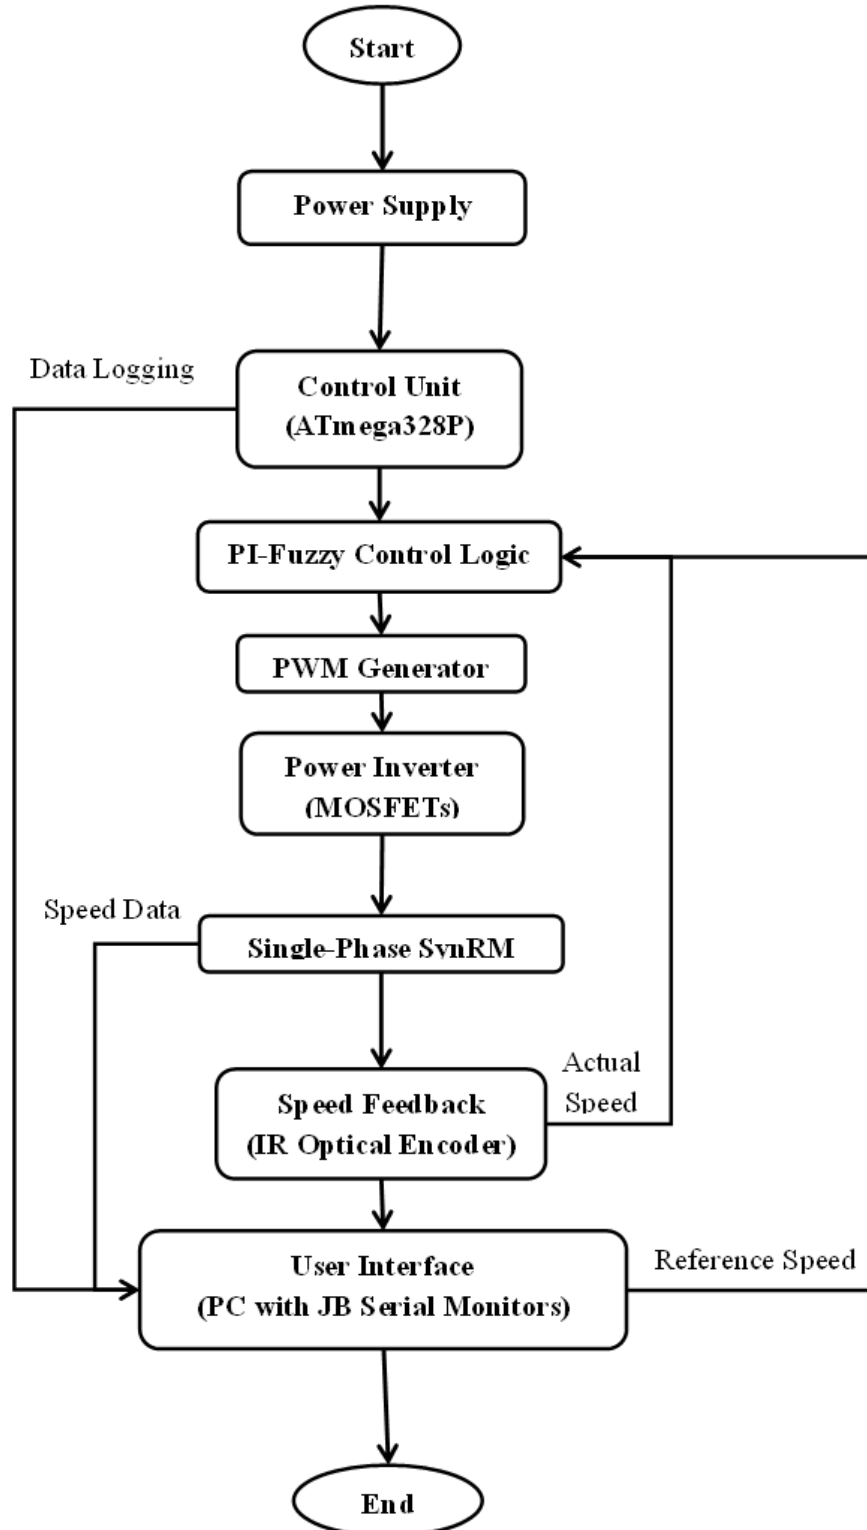 Start
Power Supply
Data Logging
Control Unit
(ATmega328P)
PI-Fuzzy Control Logic
PWM Generator
Power Inverter
(MOSFETs)
Speed Data
Single-Phase SynRM
Actual
Speed
Speed Feedback
(IR Optical Encoder)
User Interface
(PC with JB Serial Monitors)
Reference Speed
End